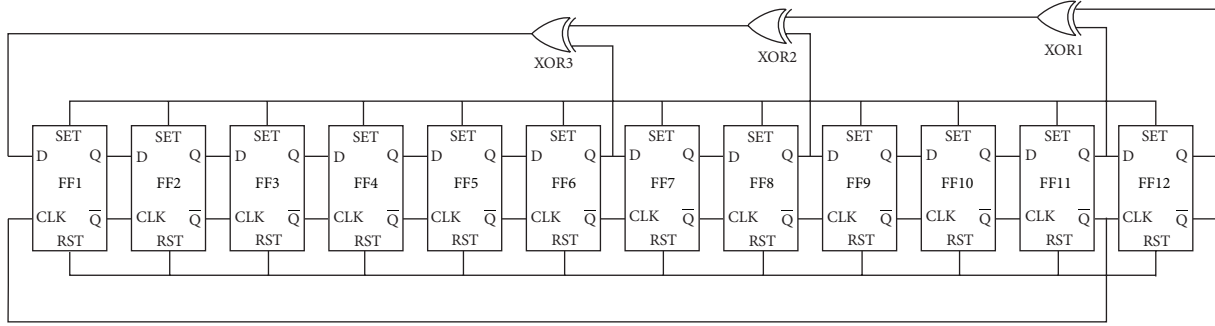 XOR3
XOR2
XOR1
SET SET SET SET SET SET SET SET SET SET SET SET
D Q D Q D Q D Q D Q D Q D Q D Q D Q D Q D Q D Q
FF1 FF2 FF3 FF4 FF5 FF6 FF7 FF8 FF9 FF10 FF11 FF12
CLK Q̅ CLK Q̅ CLK Q̅ CLK Q̅ CLK Q̅ CLK Q̅ CLK Q̅ CLK Q̅ CLK Q̅ CLK Q̅ CLK Q̅ CLK Q̅
RST RST RST RST RST RST RST RST RST RST RST RST